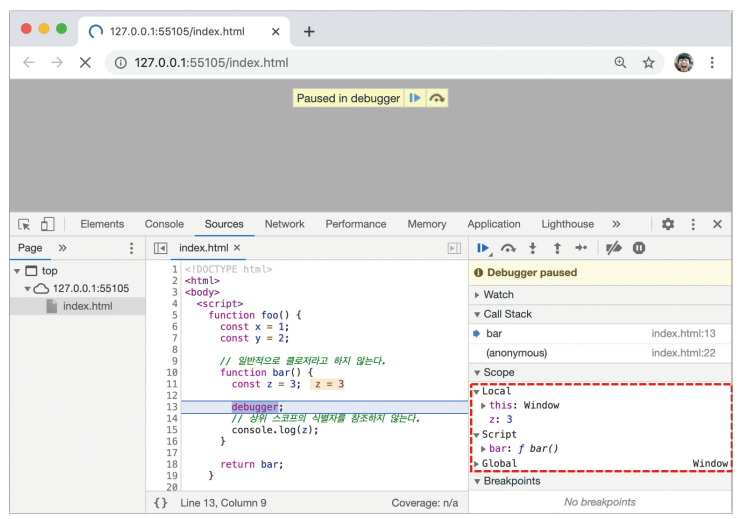 127.0.0.1:55105/index.html
127.0.0.1:55105/index.html
Paused in debugger
Elements Console Sources Network Performance Memory Application Lighthouse
Page
index.html
top
127.0.0.1:55105
index.html
1 <!DOCTYPE html>
2 <html>
3 <body>
4 <script>
5 function foo() {
6 const x = 1;
7 const y = 2;
8
9 // 일반적으로 클로저라고 하지 않는다.
10 function bar() {
11 const z = 3; z = 3
12
13 debugger;
14 // 상위 스코프의 식별자를 참조하지 않는다.
15 console.log(z);
16 }
17
18 return bar;
19 }
20
{} Line 13, Column 9 Coverage: n/a
Debugger paused
Watch
Call Stack
bar index.html:13
(anonymous) index.html:22
Scope
Local
this: Window
z: 3
Script
bar: ƒ bar()
Global Window
Breakpoints
No breakpoints